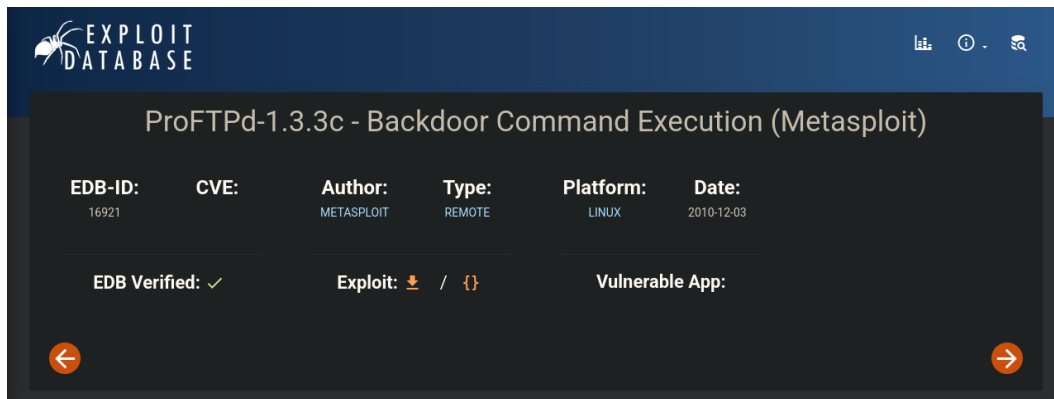 EXPLOIT
DATABASE
ProFTPd-1.3.3c - Backdoor Command Execution (Metasploit)
EDB-ID: CVE: Author: Type: Platform: Date:
16921 METASPLOIT REMOTE LINUX 2010-12-03
EDB Verified: ✓ Exploit: / {} Vulnerable App: